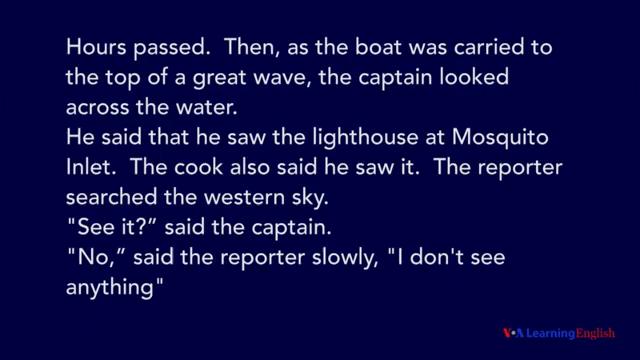 Hours passed. Then, as the boat was carried to
the top of a great wave, the captain looked
across the water.
He said that he saw the lighthouse at Mosquito
Inlet. The cook also said he saw it. The reporter
searched the western sky.
"See it?” said the captain.
"No,” said the reporter slowly, "I don't see
anything"
VOA Learning English